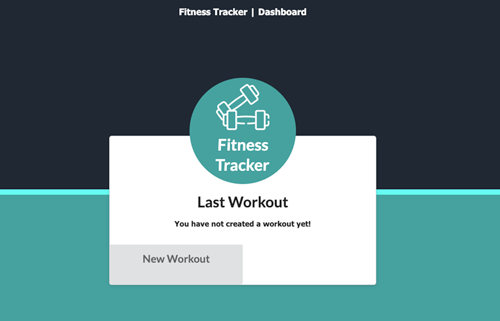 Fitness Tracker | Dashboard
Fitness
Tracker
Last Workout
You have not created a workout yet!
New Workout